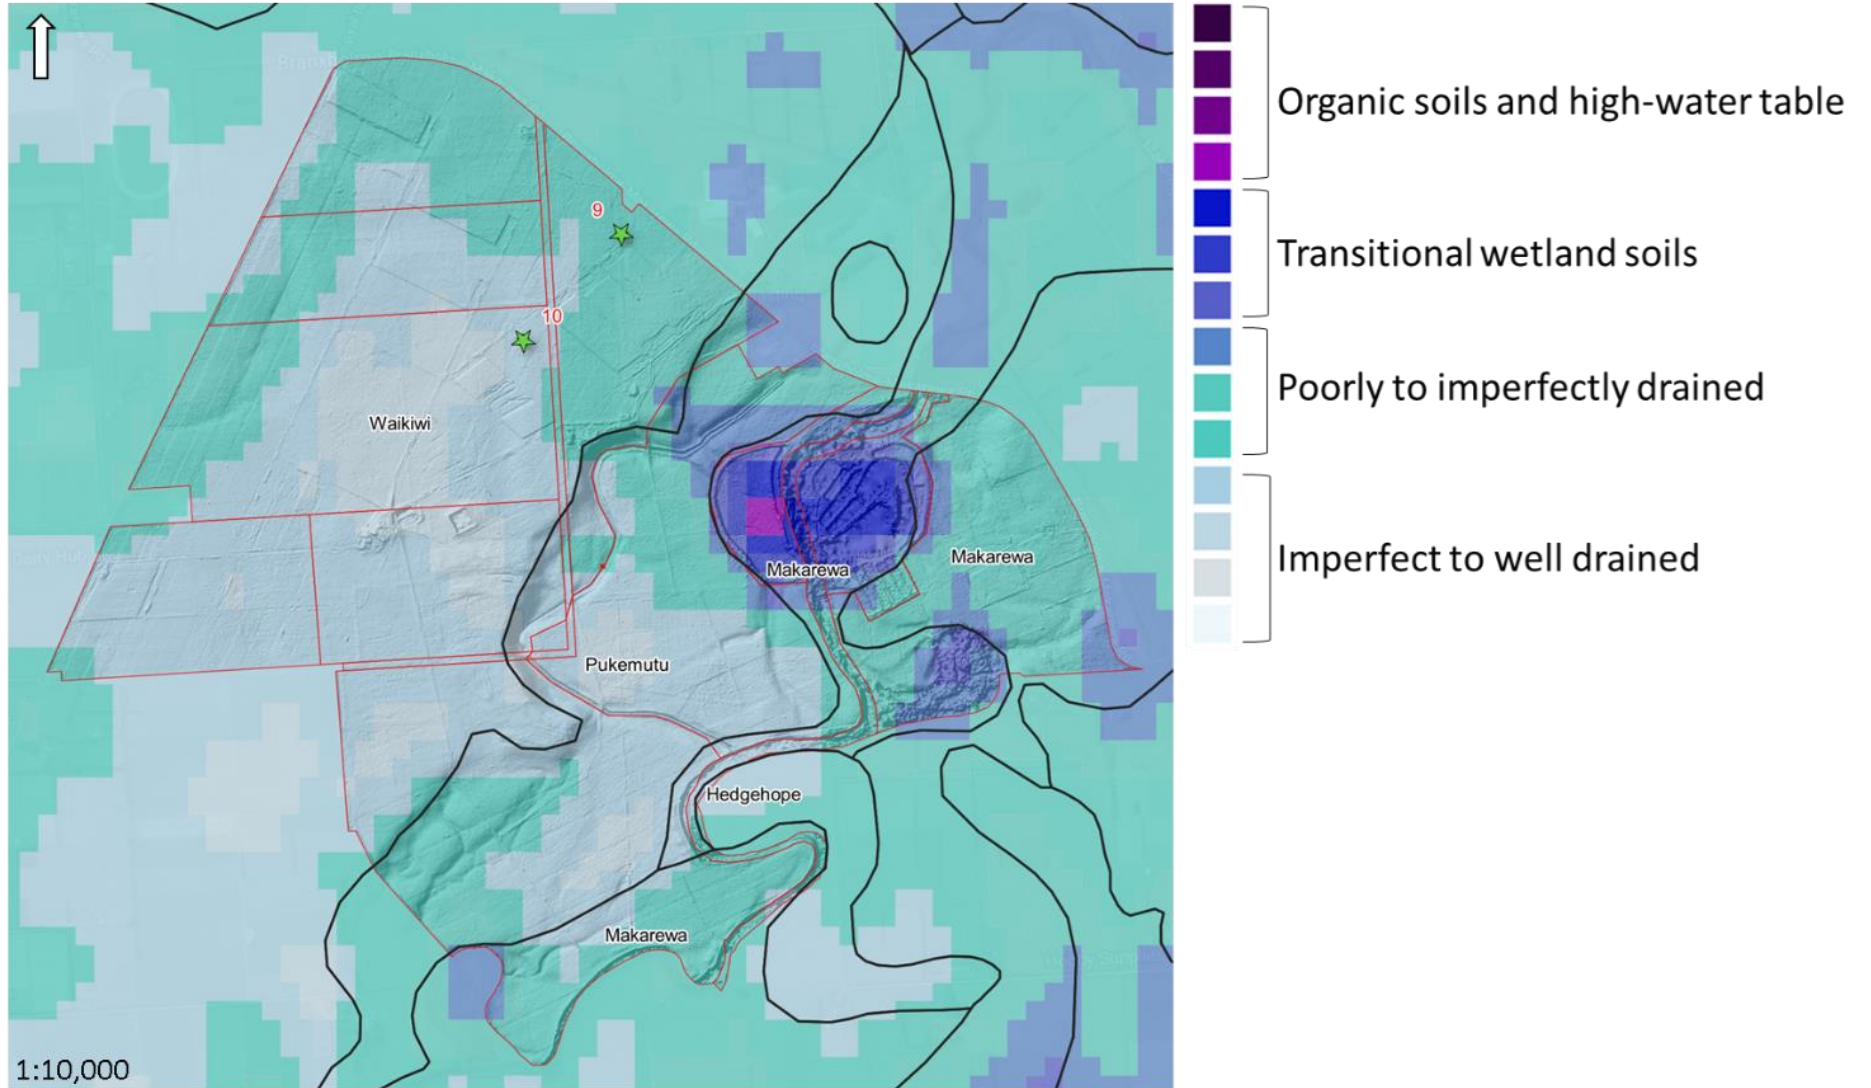 Organic soils and high-water table
9
Transitional wetland soils
10
Poorly to imperfectly drained
Waikiwi
Makarewa
Makarewa
Imperfect to well drained
Pukemutu
Hedgehope
Makarewa
1:10,000